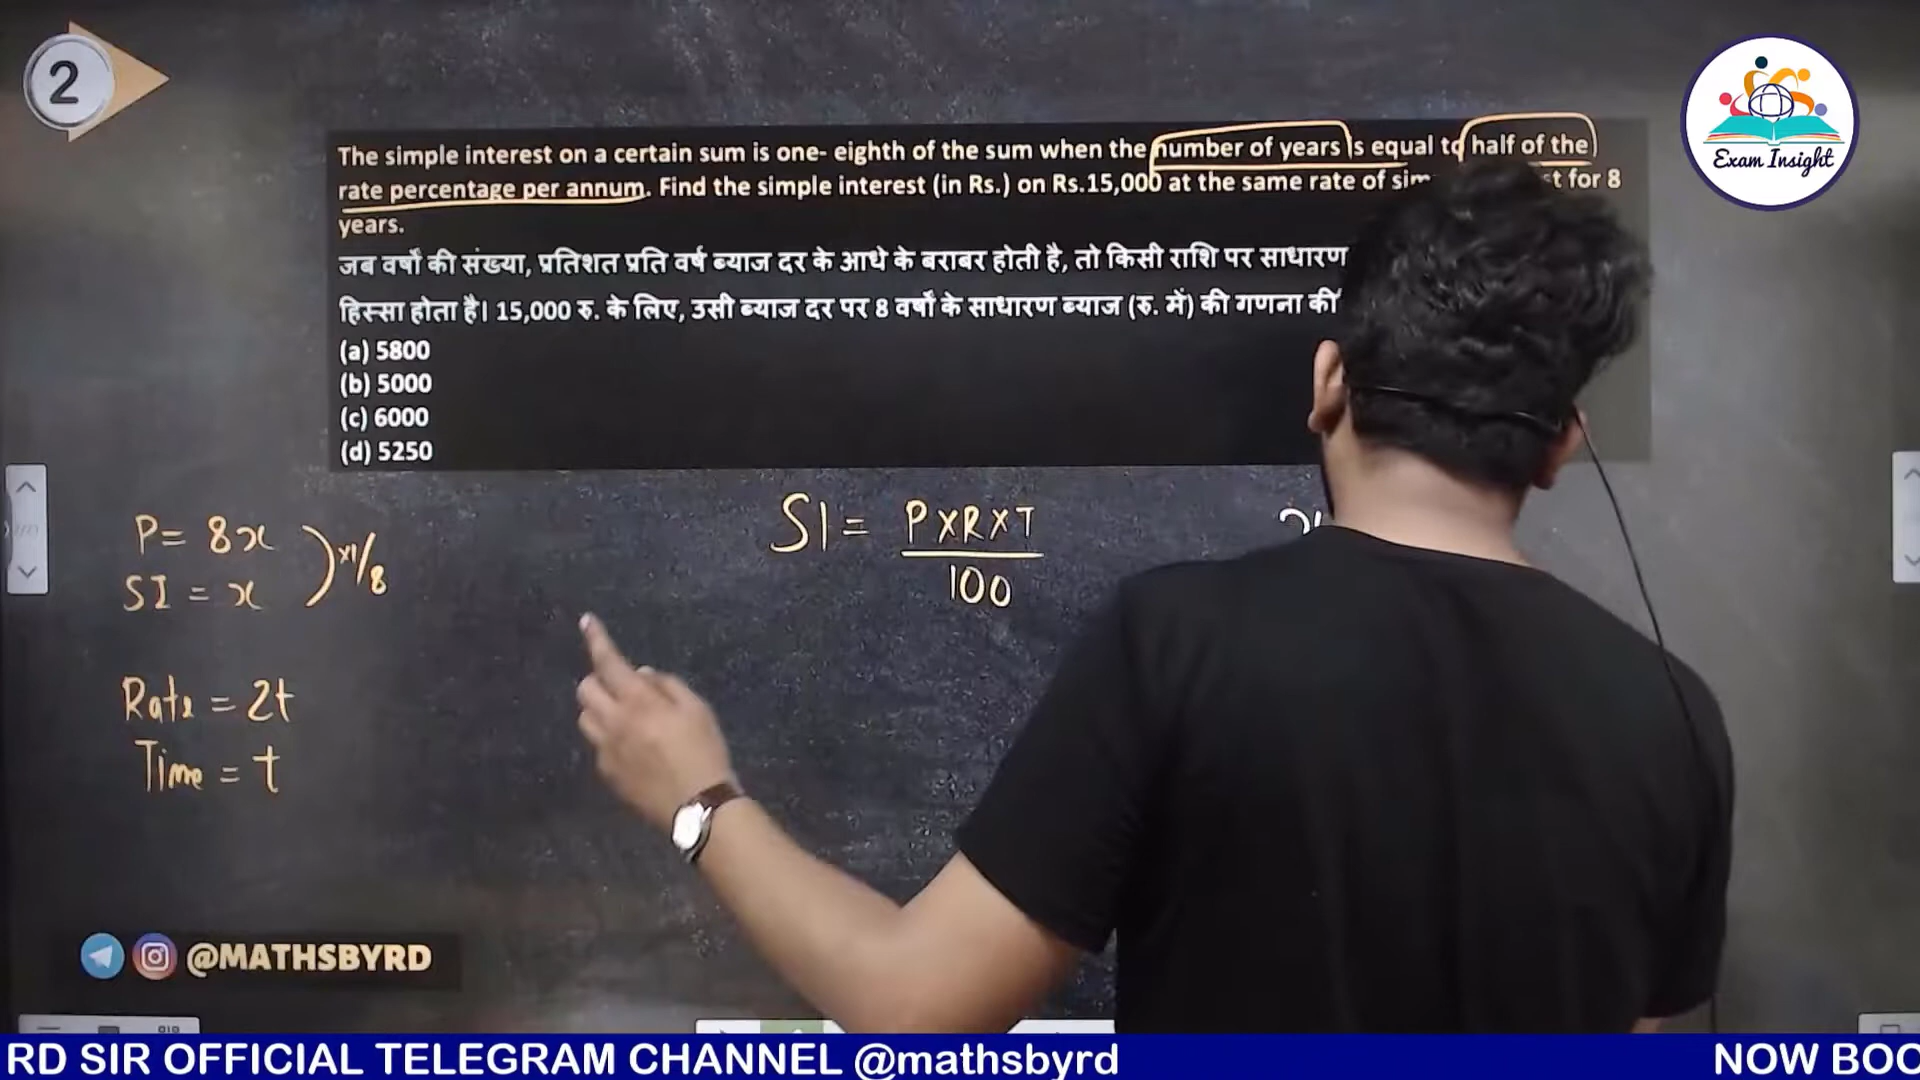 2
Exam Insight
The simple interest on a certain sum is one- eighth of the sum when the number of years is equal to half of the
rate percentage per annum. Find the simple interest (in Rs.) on Rs.15,000 at the same rate of sim t for 8
years.
जब वर्षों की संख्या, प्रतिशत प्रति वर्ष ब्याज दर के आधे के बराबर होती है, तो किसी राशि पर साधारण
हिस्सा होता है। 15,000 रु. के लिए, उसी ब्याज दर पर 8 वर्षों के साधारण ब्याज (रु. में) की गणना की
(a) 5800
(b) 5000
(c) 6000
(d) 5250
P = 8x
SI = x
×1/8
Rate = 2t
Time = t
SI = P×R×T
100
@MATHSBYRD
RD SIR OFFICIAL TELEGRAM CHANNEL @mathsbyrd
NOW BOO